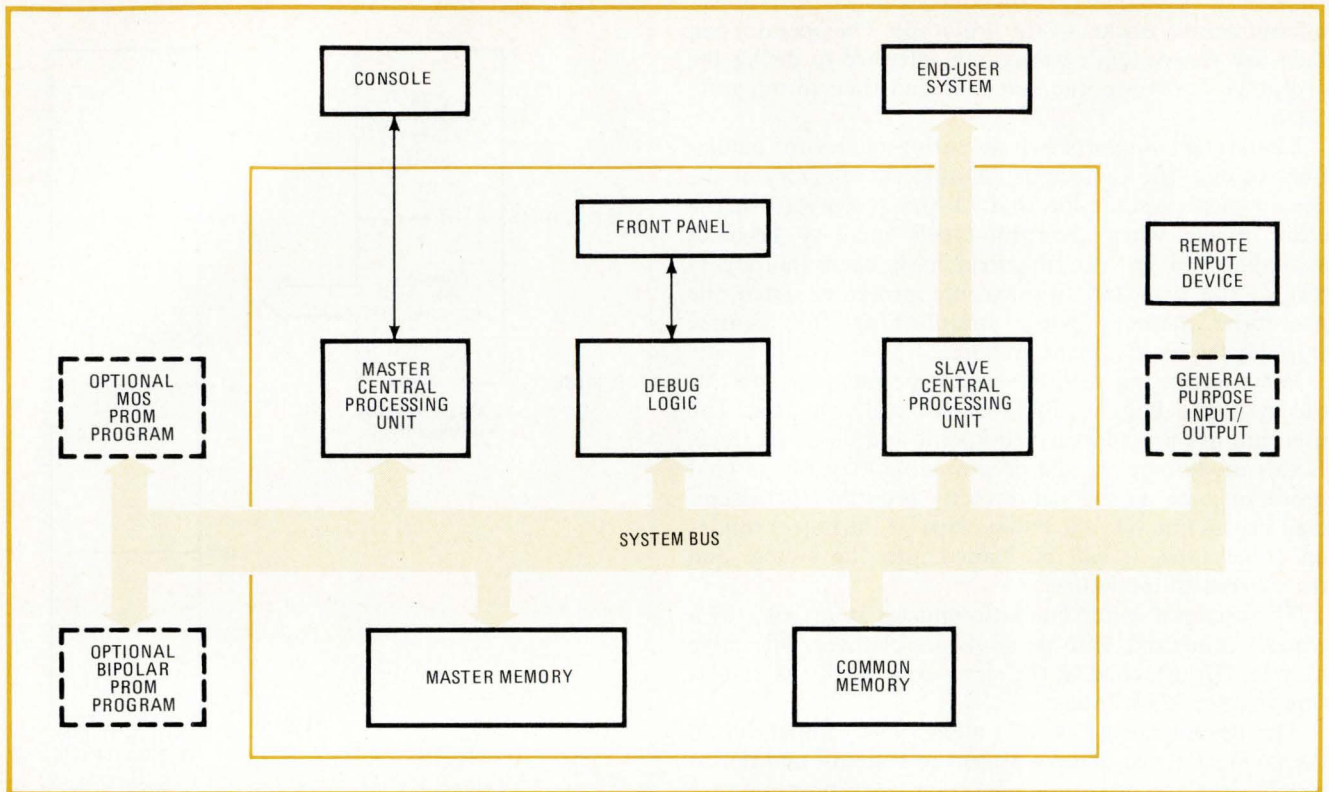 CONSOLE
END-USER
SYSTEM
FRONT PANEL
REMOTE
INPUT
DEVICE
OPTIONAL
MOS
PROM
PROGRAM
MASTER
CENTRAL
PROCESSING
UNIT
DEBUG
LOGIC
SLAVE
CENTRAL
PROCESSING
UNIT
GENERAL
PURPOSE
INPUT/
OUTPUT
SYSTEM BUS
OPTIONAL
BIPOLAR
PROM
PROGRAM
MASTER MEMORY
COMMON
MEMORY